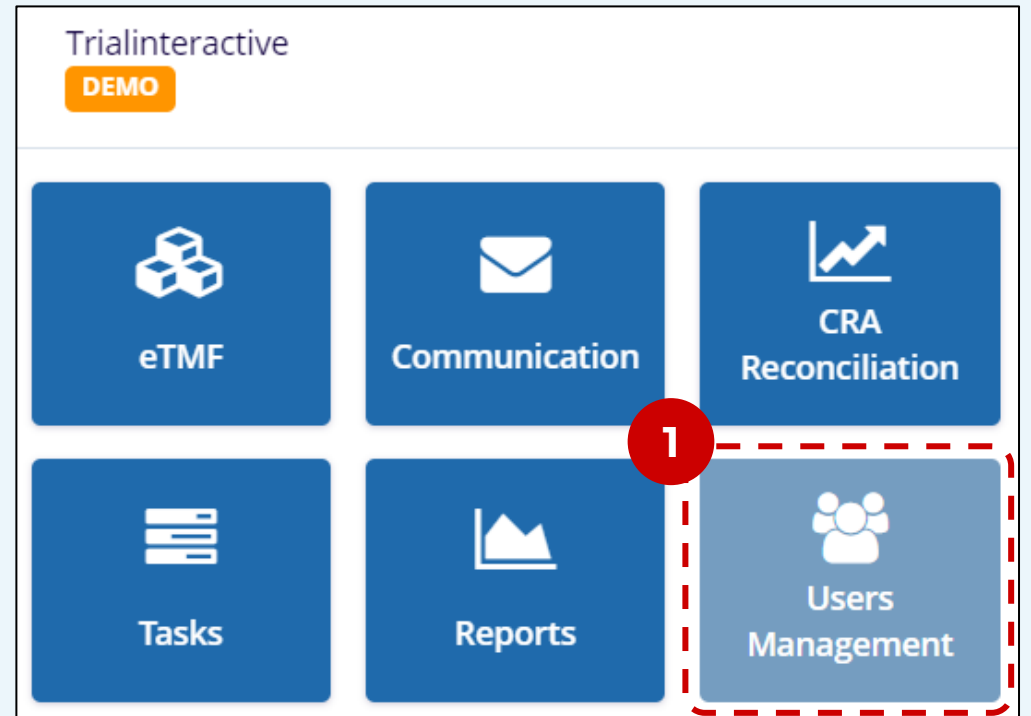 Trialinteractive
DEMO
eTMF
Communication
CRA
Reconciliation
1
Tasks
Reports
Users
Management